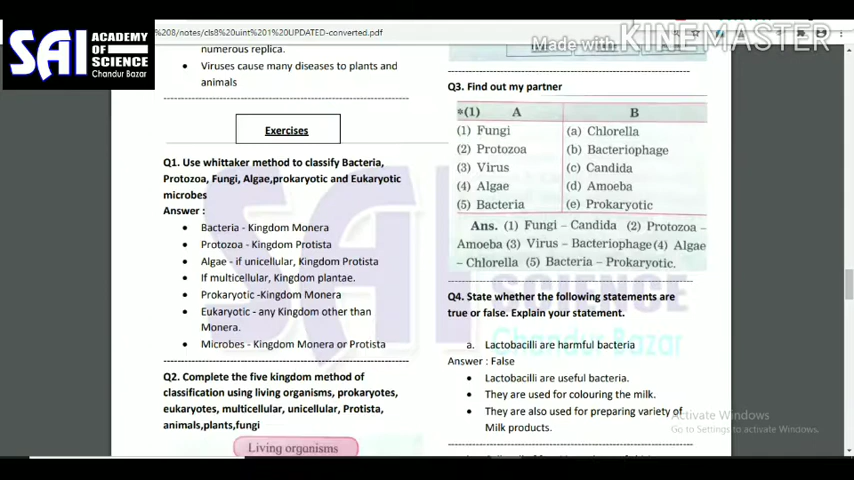 SAI
ACADEMY
OF
SCIENCE
Chandur Bazar
%208/notes/cls8%20uint%201%20UPDATED-converted.pdf
Made with KINEMASTER
numerous replica.
• Viruses cause many diseases to plants and
animals
Exercises
Q1. Use whittaker method to classify Bacteria,
Protozoa, Fungi, Algae,prokaryotic and Eukaryotic
microbes
Answer :
• Bacteria - Kingdom Monera
• Protozoa - Kingdom Protista
• Algae - if unicellular, Kingdom Protista
• If multicellular, Kingdom plantae.
• Prokaryotic -Kingdom Monera
• Eukaryotic - any Kingdom other than
Monera.
• Microbes - Kingdom Monera or Protista
Q2. Complete the five kingdom method of
classification using living organisms, prokaryotes,
eukaryotes, multicellular, unicellular, Protista,
animals,plants,fungi
Living organisms
Q3. Find out my partner
*(1) A B
(1) Fungi (a) Chlorella
(2) Protozoa (b) Bacteriophage
(3) Virus (c) Candida
(4) Algae (d) Amoeba
(5) Bacteria (e) Prokaryotic
Ans. (1) Fungi – Candida (2) Protozoa –
Amoeba (3) Virus – Bacteriophage(4) Algae
– Chlorella (5) Bacteria – Prokaryotic.
Q4. State whether the following statements are
true or false. Explain your statement.
a. Lactobacilli are harmful bacteria
Answer : False
• Lactobacilli are useful bacteria.
• They are used for colouring the milk.
• They are also used for preparing variety of
Milk products.
SAI
SCIENCE
Chandur Bazar
Activate Windows
Go to Settings to activate Windows.